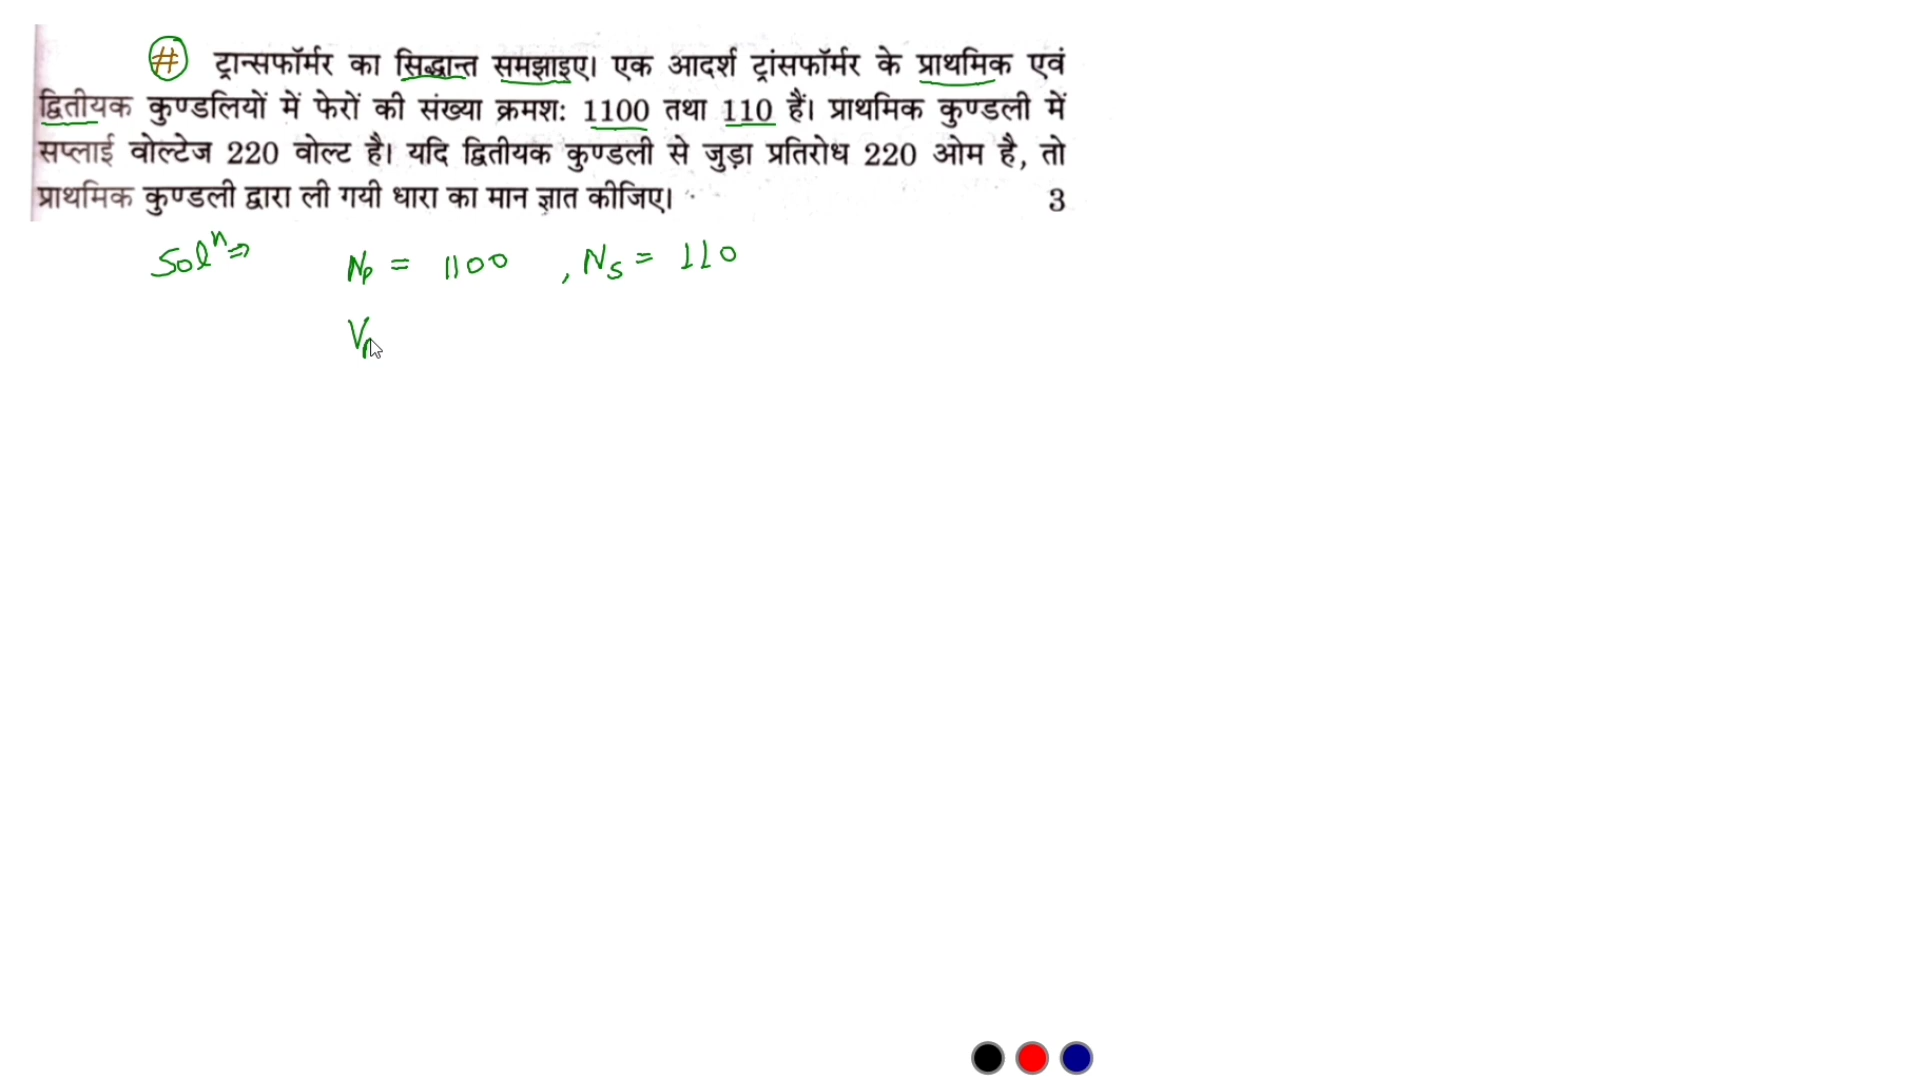 # ट्रान्सफॉर्मर का सिद्धान्त समझाइए। एक आदर्श ट्रांसफॉर्मर के प्राथमिक एवं
द्वितीयक कुण्डलियों में फेरों की संख्या क्रमश: 1100 तथा 110 हैं। प्राथमिक कुण्डली में
सप्लाई वोल्टेज 220 वोल्ट है। यदि द्वितीयक कुण्डली से जुड़ा प्रतिरोध 220 ओम है, तो
प्राथमिक कुण्डली द्वारा ली गयी धारा का मान ज्ञात कीजिए। 3
Solⁿ⇒ Np = 1100 , Ns = 110
V